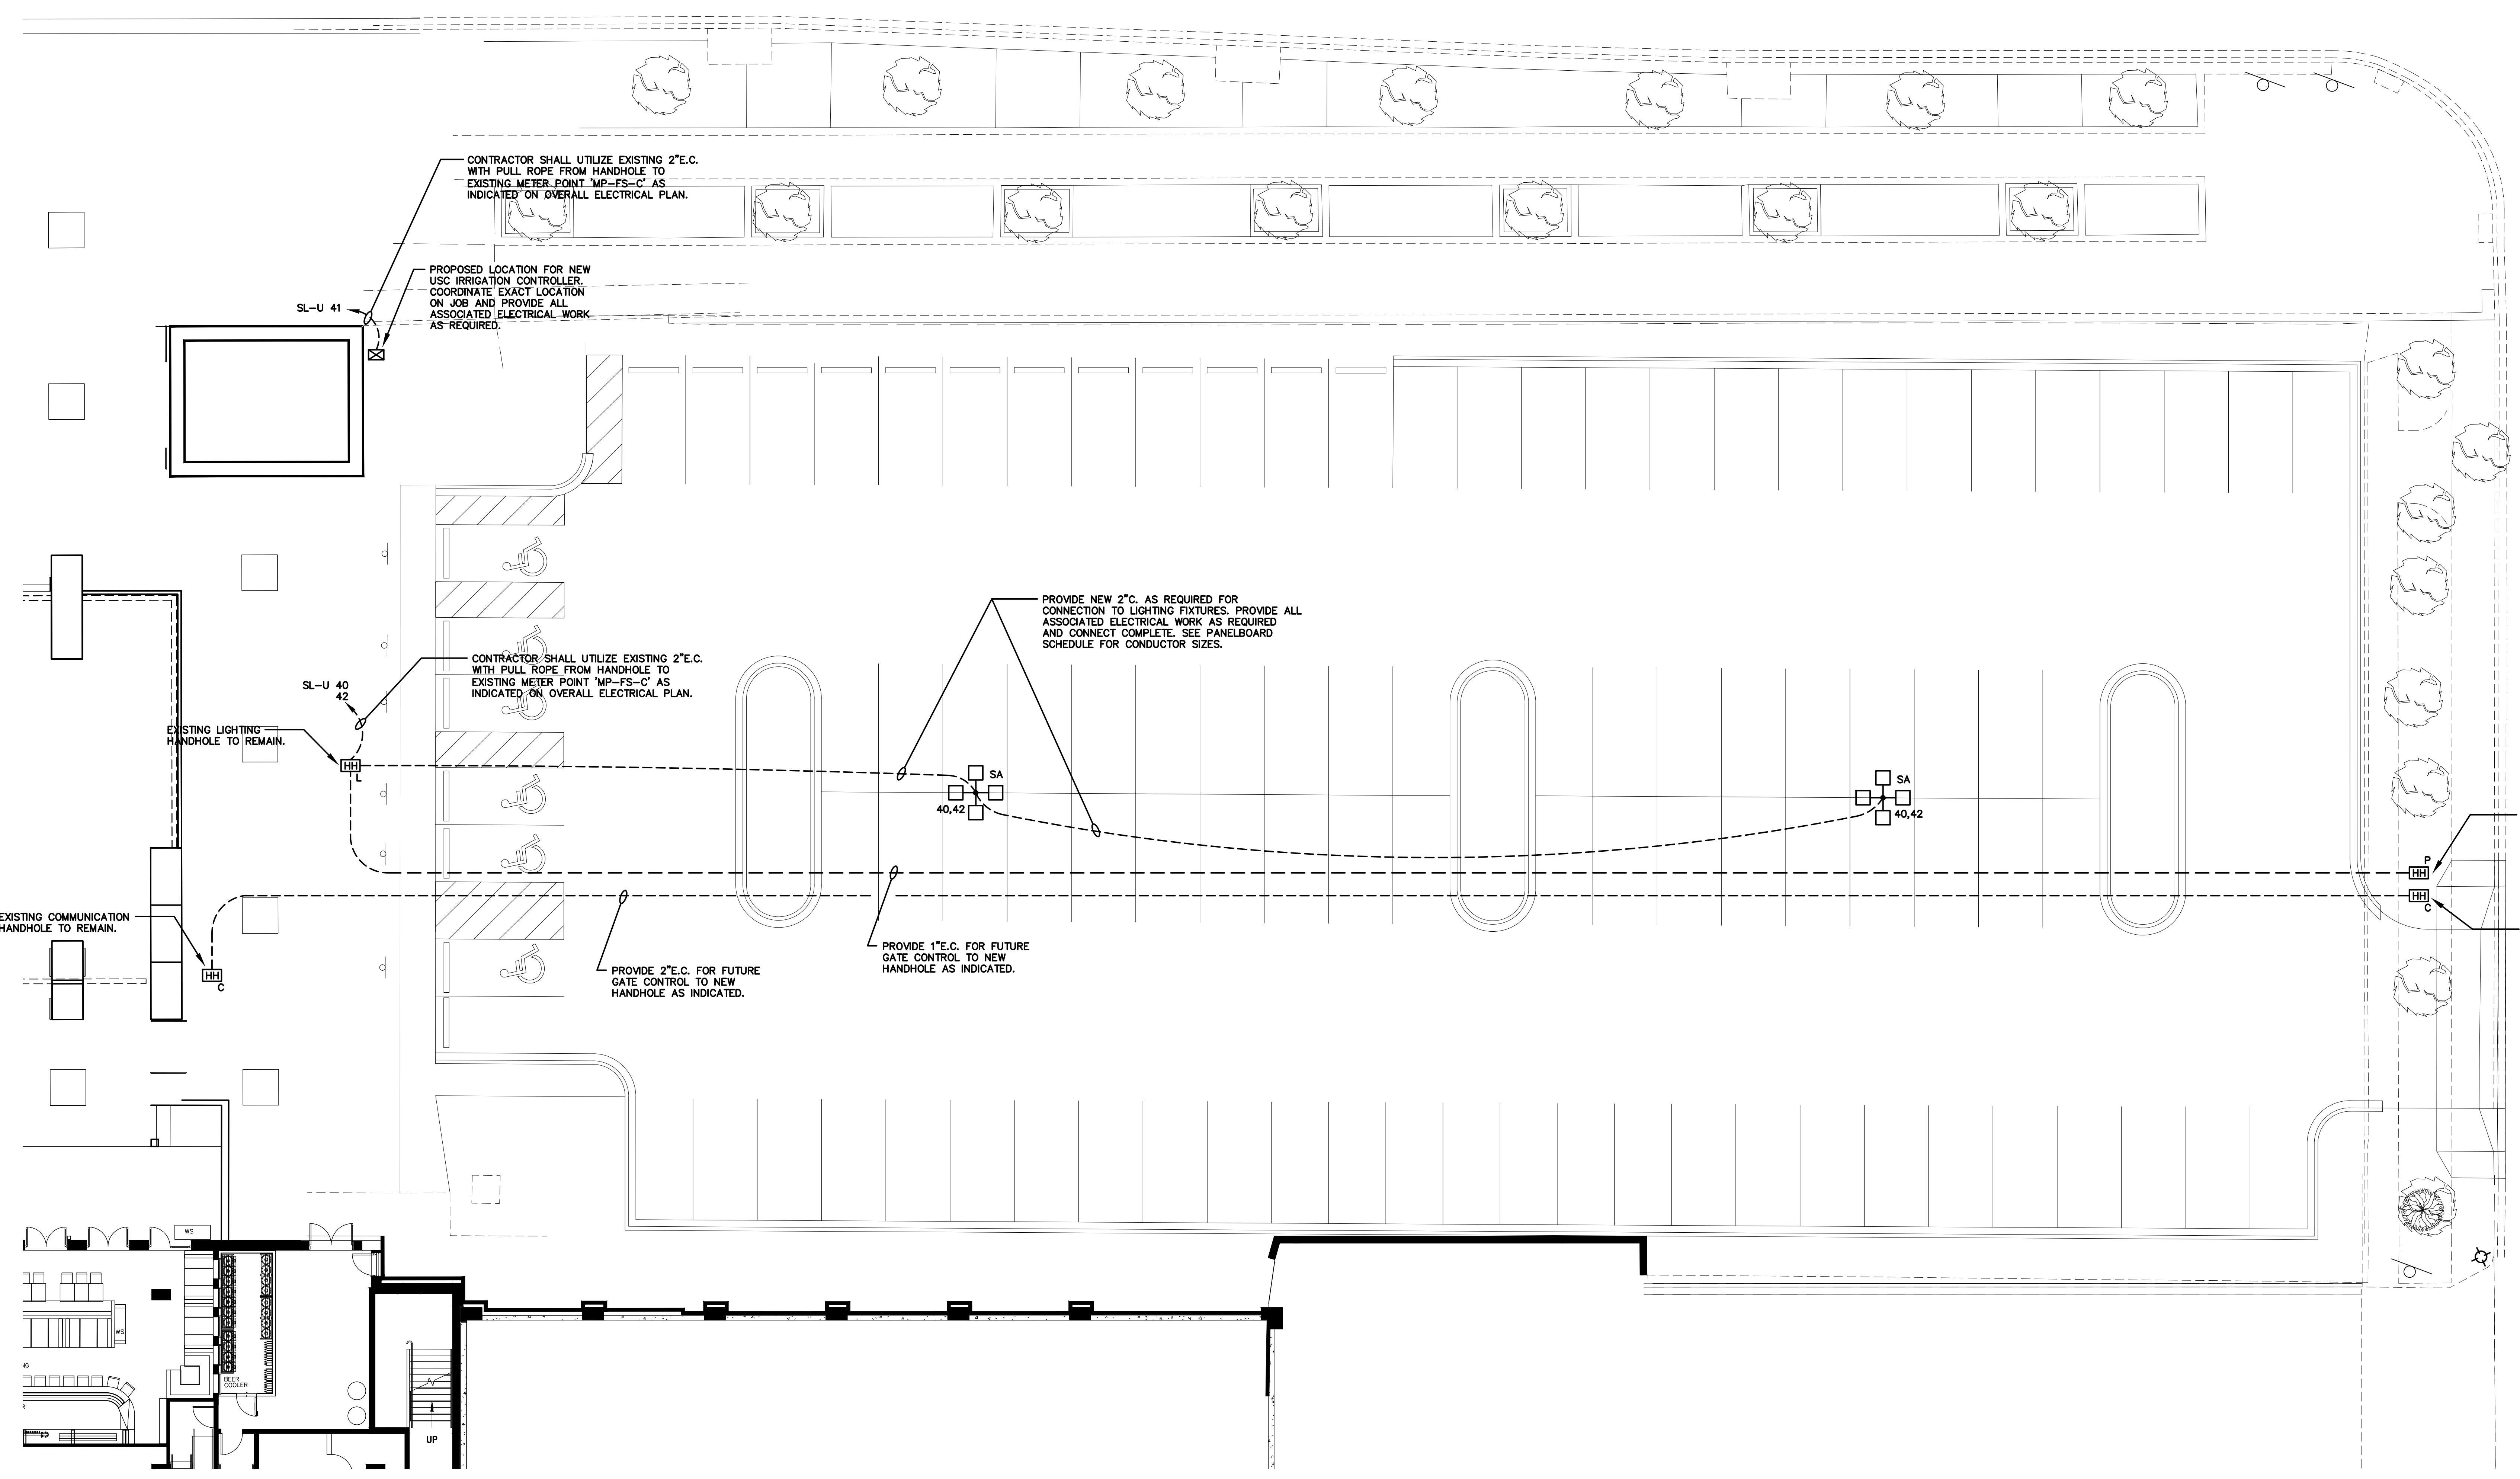 CONTRACTOR SHALL UTILIZE EXISTING 2"E.C.
WITH PULL ROPE FROM HANDHOLE TO
EXISTING METER POINT 'MP-FS-C' AS
INDICATED ON OVERALL ELECTRICAL PLAN.
PROPOSED LOCATION FOR NEW
USC IRRIGATION CONTROLLER.
COORDINATE EXACT LOCATION
ON JOB AND PROVIDE ALL
ASSOCIATED ELECTRICAL WORK
AS REQUIRED.
SL-U 41
PROVIDE NEW 2"C. AS REQUIRED FOR
CONNECTION TO LIGHTING FIXTURES. PROVIDE ALL
ASSOCIATED ELECTRICAL WORK AS REQUIRED
AND CONNECT COMPLETE. SEE PANELBOARD
SCHEDULE FOR CONDUCTOR SIZES.
CONTRACTOR SHALL UTILIZE EXISTING 2"E.C.
WITH PULL ROPE FROM HANDHOLE TO
EXISTING METER POINT 'MP-FS-C' AS
INDICATED ON OVERALL ELECTRICAL PLAN.
SL-U 40
42
EXISTING LIGHTING
HANDHOLE TO REMAIN.
HH
L
SA
40,42
SA
40,42
P
HH
HH
C
EXISTING COMMUNICATION
HANDHOLE TO REMAIN.
HH
C
PROVIDE 1"E.C. FOR FUTURE
GATE CONTROL TO NEW
HANDHOLE AS INDICATED.
PROVIDE 2"E.C. FOR FUTURE
GATE CONTROL TO NEW
HANDHOLE AS INDICATED.
WS
WS
BEER
COOLER
UP